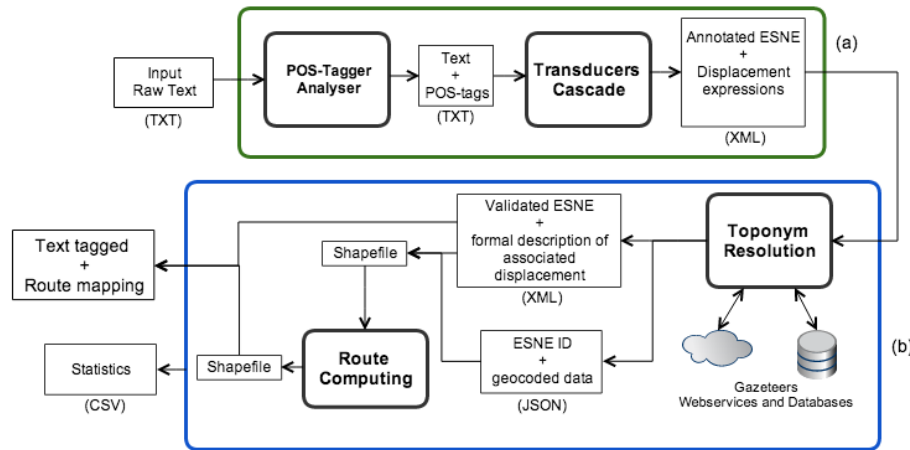 Input
Raw Text
(TXT)
POS-Tagger
Analyser
Text
+
POS-tags
(TXT)
Transducers
Cascade
Annotated ESNE
+
Displacement
expressions
(XML)
(a)
Text tagged
+
Route mapping
Statistics
(CSV)
Shapefile
Validated ESNE
+
formal description of
associated
displacement
(XML)
Toponym
Resolution
Shapefile
Route
Computing
ESNE ID
+
geocoded data
(JSON)
Gazeteers
Webservices and Databases
(b)